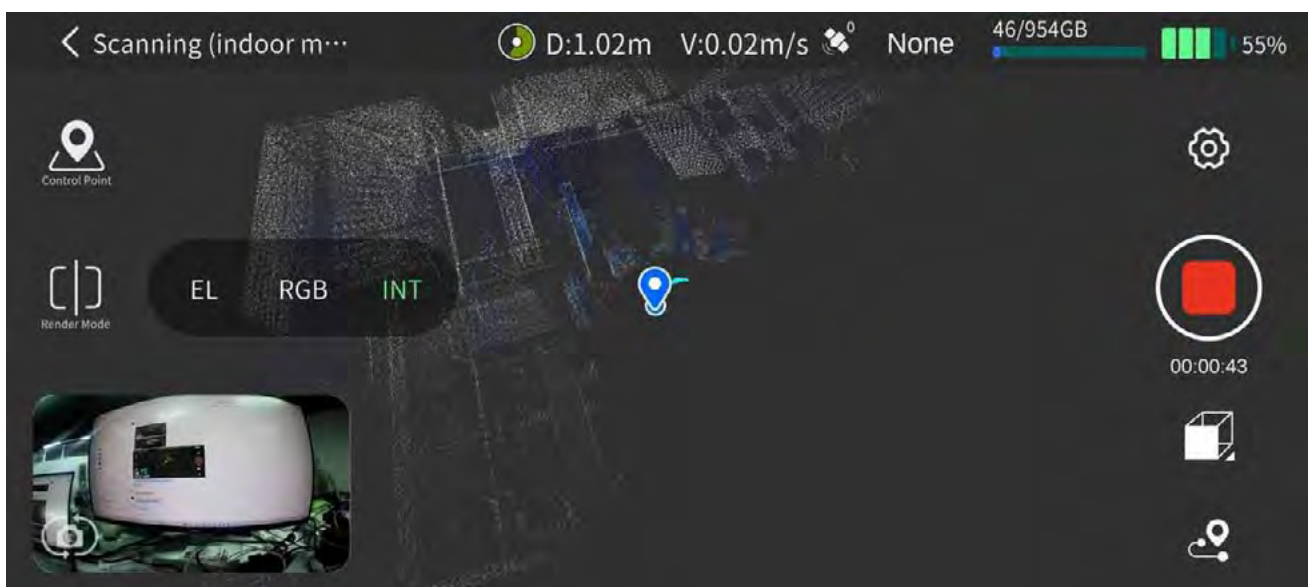 Scanning (indoor m…
D:1.02m
V:0.02m/s
0
None
46/954GB
55%
Control Point
EL
RGB
INT
Render Mode
00:00:43